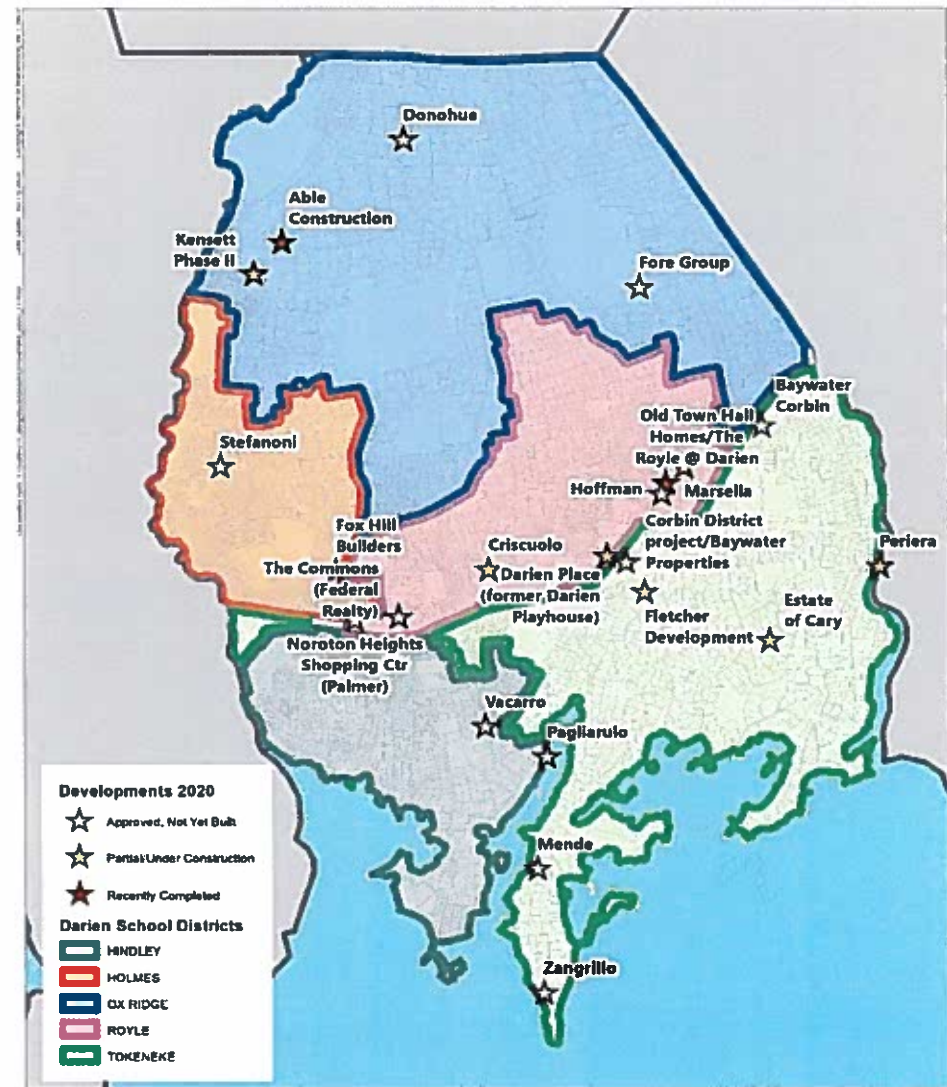 Donohue
Able
Construction
Kensett
Phase II
Fore Group
Baywater
Corbin
Old Town Hall
Homes/The
Royle @ Darien
Stefanoni
Hoffman
Marsella
Corbin District
project/Baywater
Properties
Fox Hill
Builders
Criscuolo
Periera
The Commons
(Federal
Realty)
Darien Place
(former Darien
Playhouse)
Fletcher
Development
Estate
of Cary
Noroton Heights
Shopping Ctr
(Palmer)
Vacarro
Pagliarulo
Mende
Zangrillo
Developments 2020
Approved, Not Yet Built
Partial/Under Construction
Recently Completed
Darien School Districts
HINDLEY
HOLMES
OX RIDGE
ROYLE
TOKENEKE